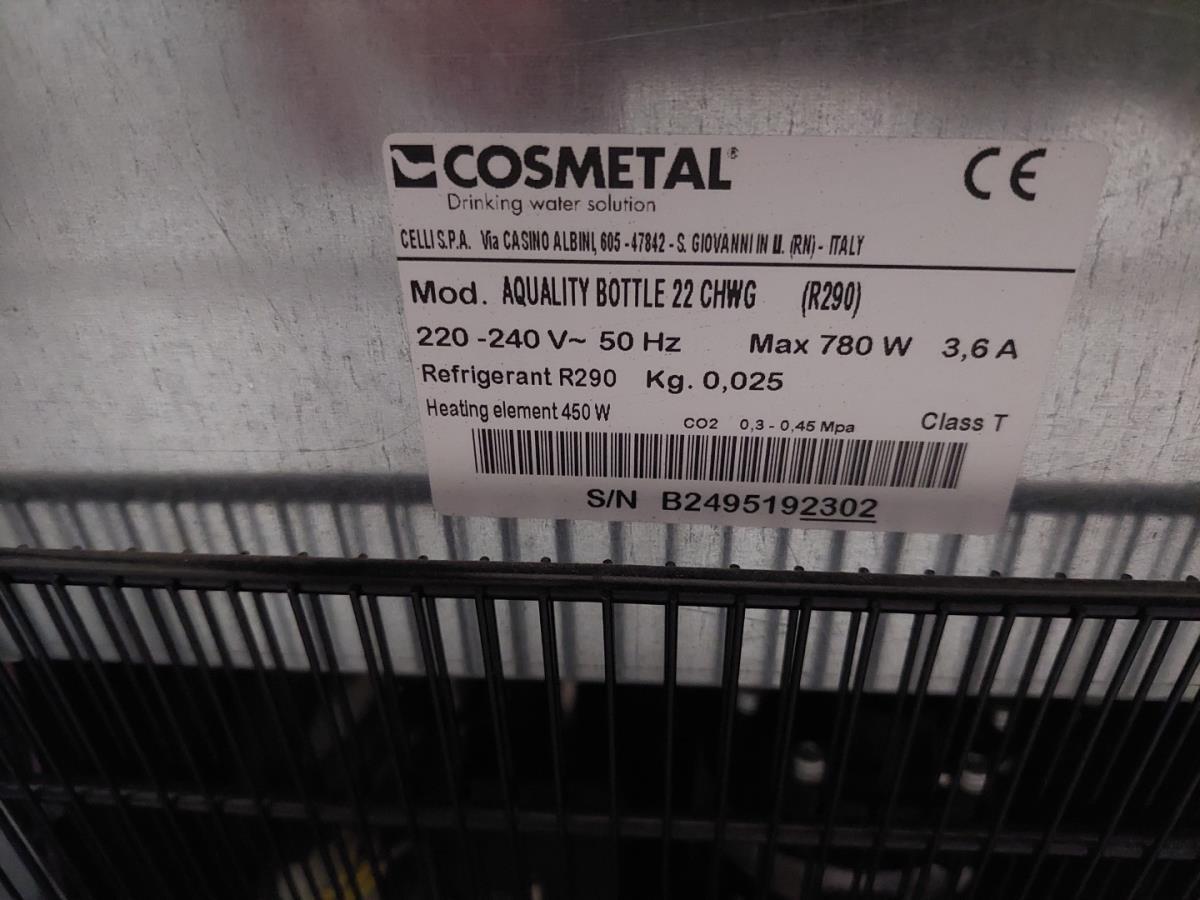 COSMETAL®
Drinking water solution
CE
CELLI S.P.A. Via CASINO ALBINI, 605 - 47842 - S. GIOVANNI IN M. (RN) - ITALY
Mod. AQUALITY BOTTLE 22 CHWG (R290)
220 -240 V~ 50 Hz Max 780 W 3,6 A
Refrigerant R290 Kg. 0,025
Heating element 450 W CO2 0,3 - 0,45 Mpa Class T
S/N B2495192302